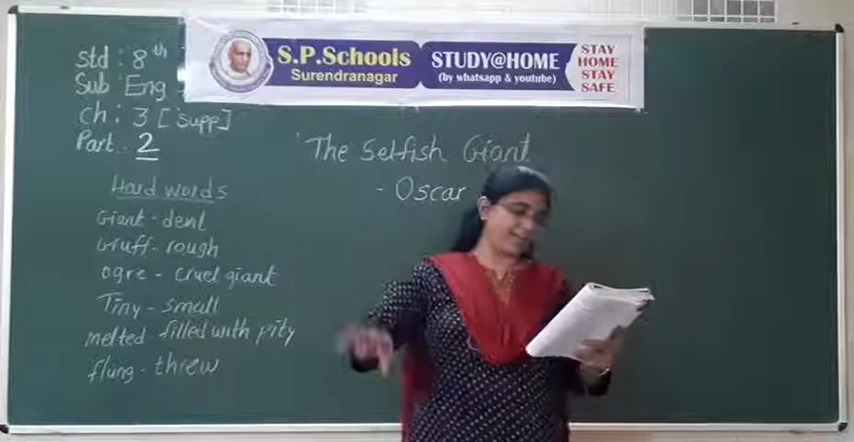 S.P.Schools
Surendranagar
STUDY@HOME
(by whatsapp & youtube)
STAY
HOME
STAY
SAFE
std : 8th
Sub : Eng
Ch : 3 [Supp]
Part - 2
The Selfish Giant
- Oscar
Hard words
Giant - dent
Gruff - rough
ogre - cruel giant
Tiny - small
melted - filled with pity
flung - threw